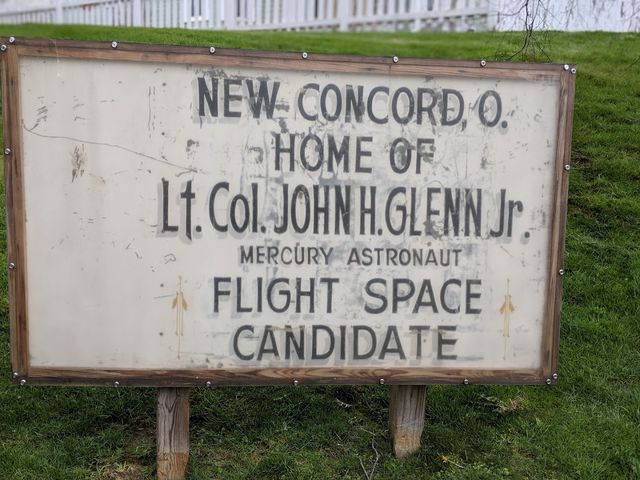 NEW CONCORD, O.
HOME OF
Lt. Col. JOHN H. GLENN Jr.
MERCURY ASTRONAUT
FLIGHT SPACE
CANDIDATE